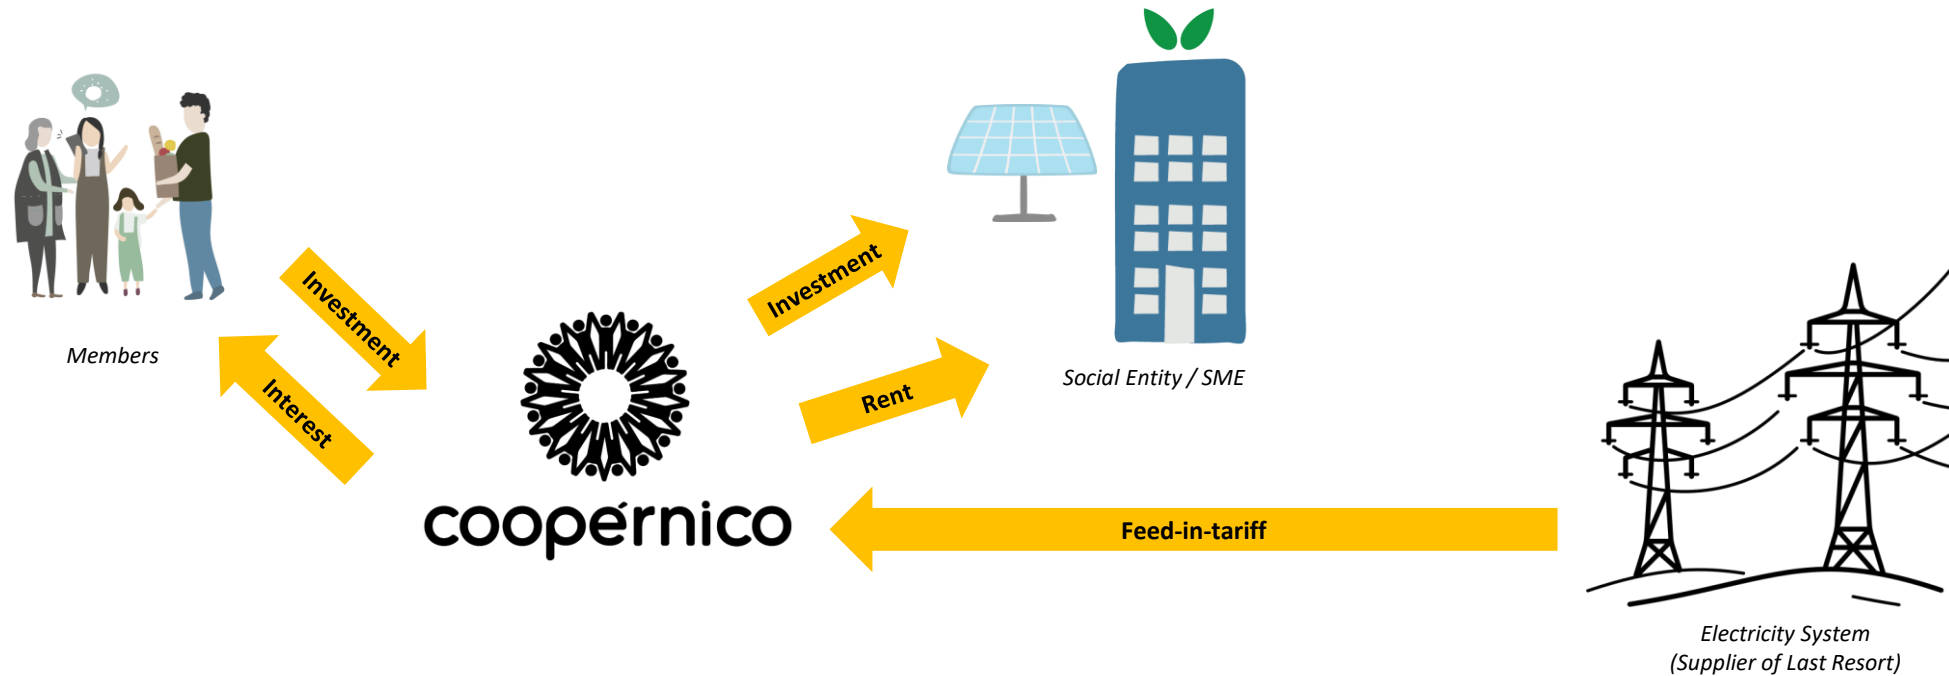 Members
Investment
Interest
coopérnico
Investment
Rent
Social Entity / SME
Feed-in-tariff
Electricity System
(Supplier of Last Resort)